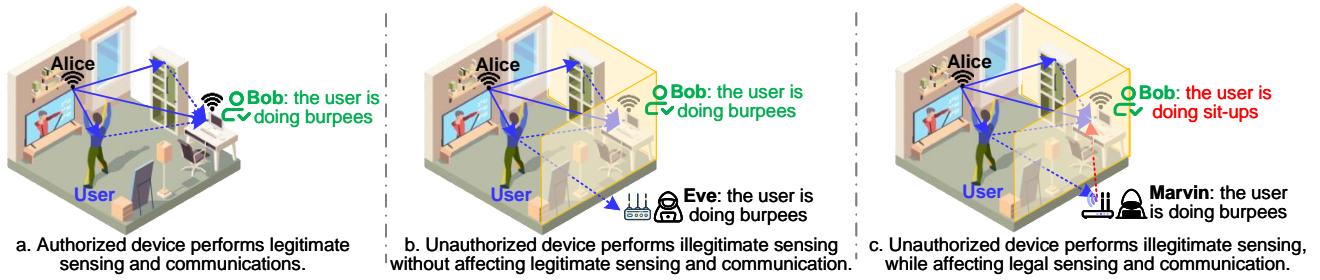 Alice
Bob: the user is
doing burpees
User
a. Authorized device performs legitimate
sensing and communications.
Alice
Bob: the user is
doing burpees
User
Eve: the user is
doing burpees
b. Unauthorized device performs illegitimate sensing
without affecting legitimate sensing and communication.
Alice
Bob: the user is
doing sit-ups
User
Marvin: the user
is doing burpees
c. Unauthorized device performs illegitimate sensing,
while affecting legal sensing and communication.